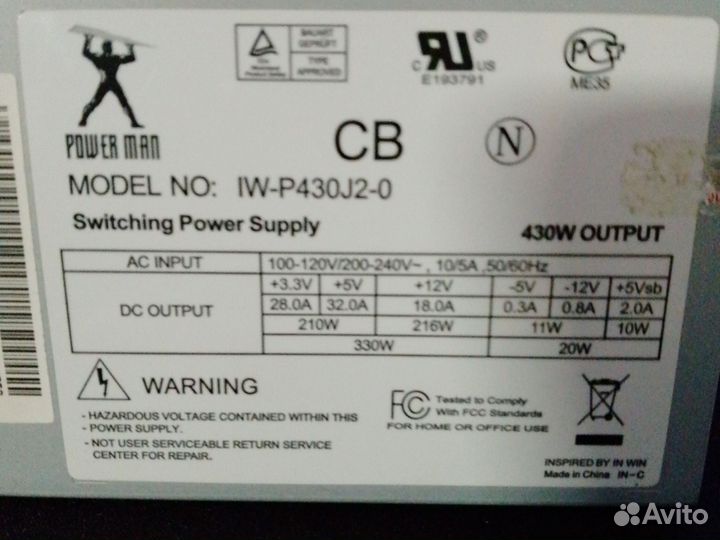 BAUART
GEPRÜFT
TYPE
APPROVED
C RU US ®
E193791
PCT
ME35
POWER MAN
CB N
MODEL NO: IW-P430J2-0
Switching Power Supply 430W OUTPUT
AC INPUT 100-120V/200-240V~ , 10/5A ,50/60Hz
DC OUTPUT +3.3V +5V +12V -5V -12V +5Vsb
28.0A 32.0A 18.0A 0.3A 0.8A 2.0A
210W 216W 11W 10W
330W 20W
WARNING
- HAZARDOUS VOLTAGE CONTAINED WITHIN THIS
- POWER SUPPLY.
- NOT USER SERVICEABLE RETURN SERVICE
CENTER FOR REPAIR.
FC Tested to Comply
With FCC Standards
FOR HOME OR OFFICE USE
INSPIRED BY IN WIN
Made in China IN-C
Avito